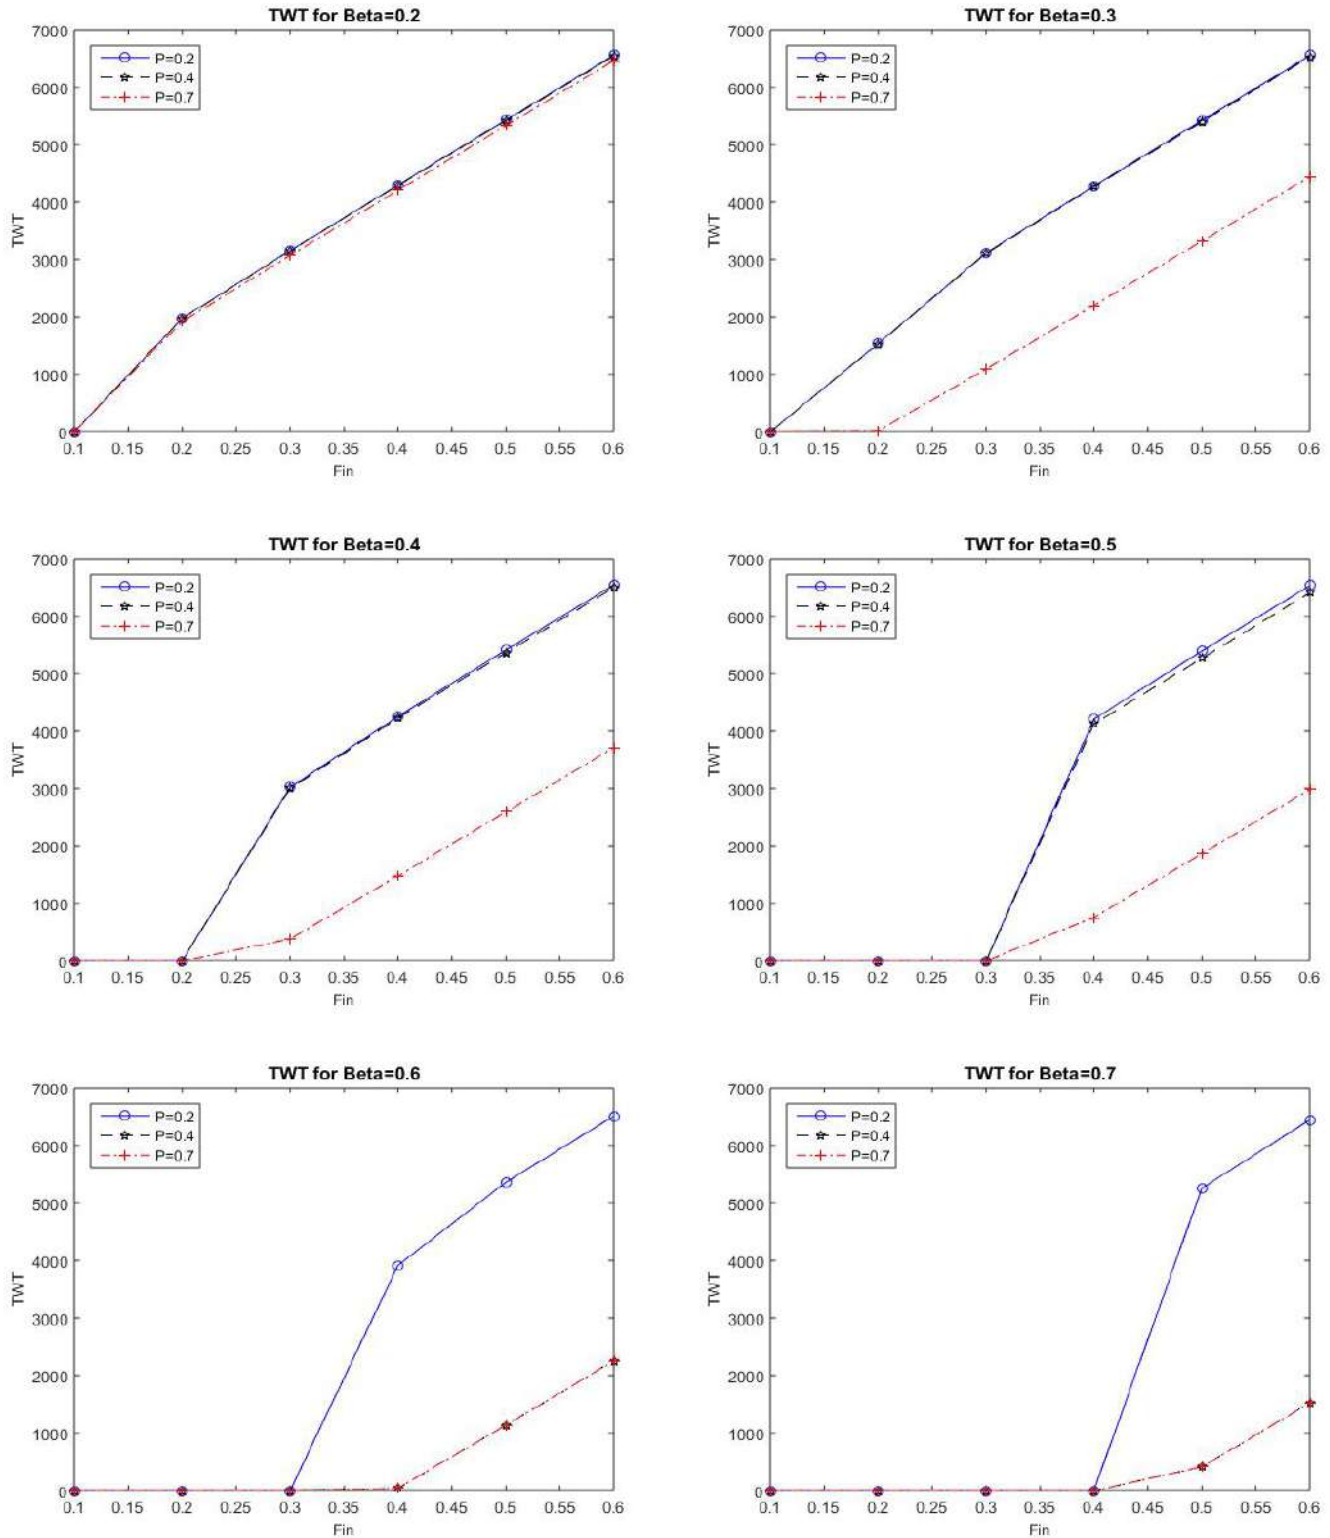 TWT for Beta=0.2
7000
6000
5000
4000
3000
2000
1000
0
TWT
P=0.2
P=0.4
P=0.7
0.1 0.15 0.2 0.25 0.3 0.35 0.4 0.45 0.5 0.55 0.6
Fin
TWT for Beta=0.3
7000
6000
5000
4000
3000
2000
1000
0
TWT
P=0.2
P=0.4
P=0.7
0.1 0.15 0.2 0.25 0.3 0.35 0.4 0.45 0.5 0.55 0.6
Fin
TWT for Beta=0.4
7000
6000
5000
4000
3000
2000
1000
0
TWT
P=0.2
P=0.4
P=0.7
0.1 0.15 0.2 0.25 0.3 0.35 0.4 0.45 0.5 0.55 0.6
Fin
TWT for Beta=0.5
7000
6000
5000
4000
3000
2000
1000
0
TWT
P=0.2
P=0.4
P=0.7
0.1 0.15 0.2 0.25 0.3 0.35 0.4 0.45 0.5 0.55 0.6
Fin
TWT for Beta=0.6
7000
6000
5000
4000
3000
2000
1000
0
TWT
P=0.2
P=0.4
P=0.7
0.1 0.15 0.2 0.25 0.3 0.35 0.4 0.45 0.5 0.55 0.6
Fin
TWT for Beta=0.7
7000
6000
5000
4000
3000
2000
1000
0
TWT
P=0.2
P=0.4
P=0.7
0.1 0.15 0.2 0.25 0.3 0.35 0.4 0.45 0.5 0.55 0.6
Fin